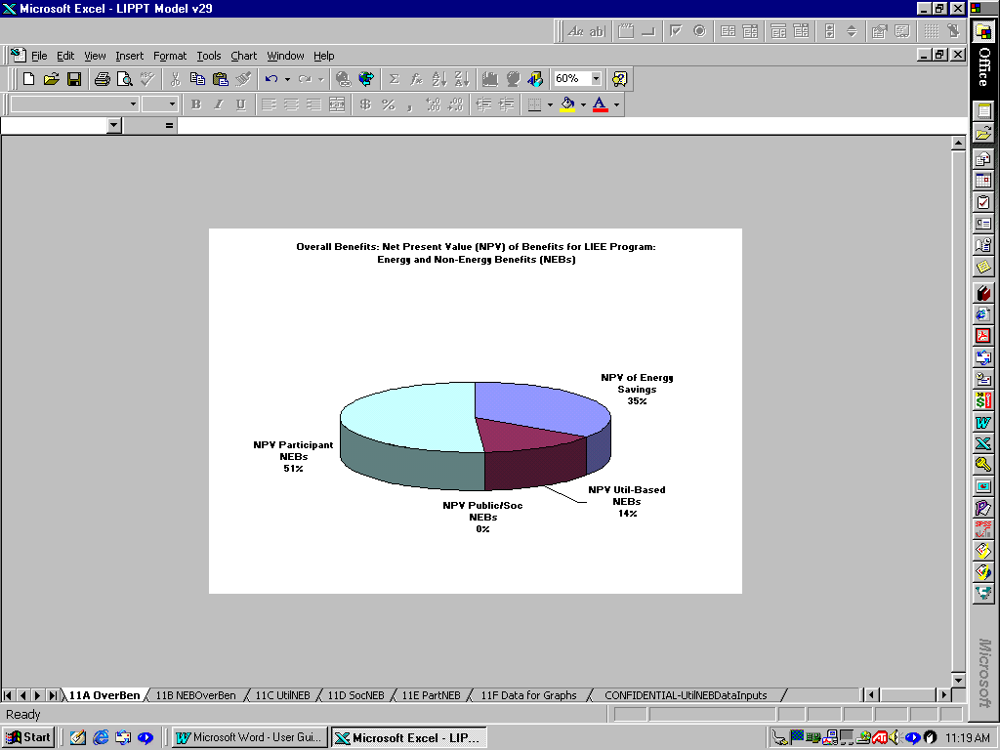 Microsoft Excel - LIPPT Model v29
File Edit View Insert Format Tools Chart Window Help
60%
B I U $ % ,
=
Office
Overall Benefits: Net Present Value (NPV) of Benefits for LIEE Program:
Energy and Non-Energy Benefits (NEBs)
NPV of Energy
Savings
35%
NPV Participant
NEBs
51%
NPV Util-Based
NEBs
14%
NPV Public/Soc
NEBs
0%
SPSS
Microsoft
11A OverBen 11B NEBOverBen 11C UtilNEB 11D SocNEB 11E PartNEB 11F Data for Graphs CONFIDENTIAL-UtilNEBDataInputs
Ready
Start Microsoft Word - User Gui... Microsoft Excel - LIP... 11:19 AM